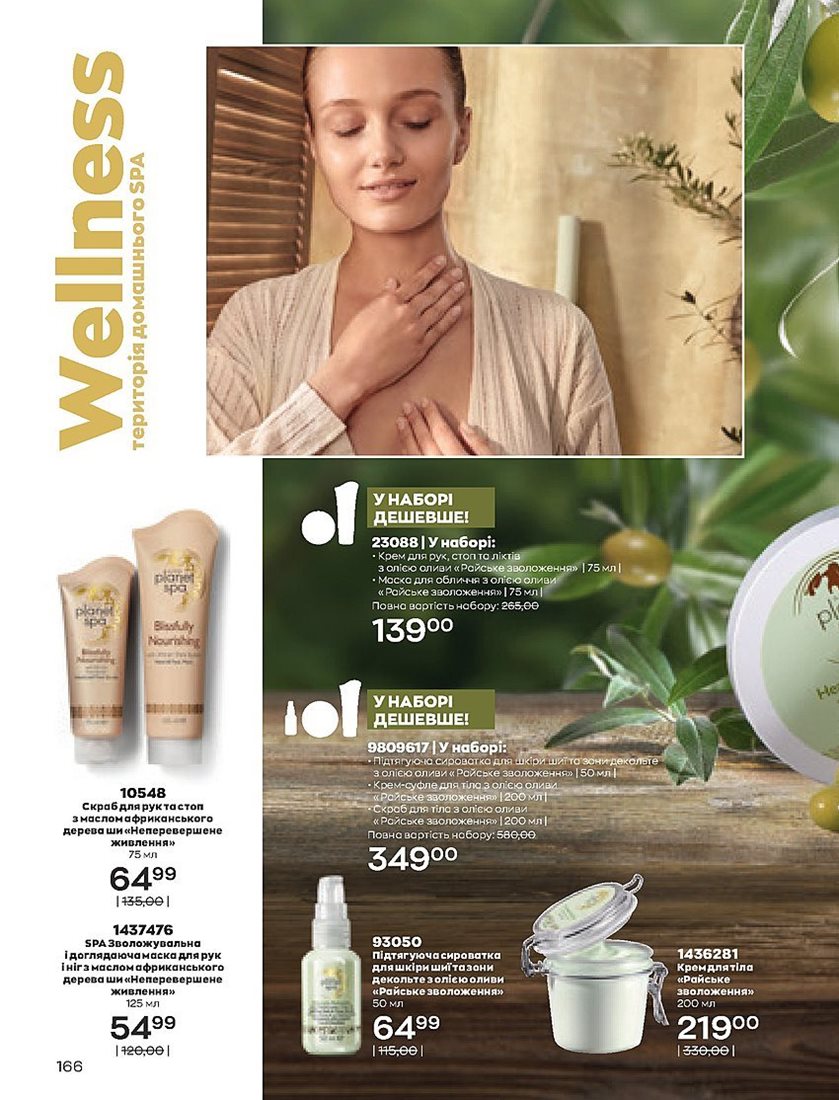 Wellness
територія домашнього SPA
planet
spa
Blissfully
Nourishing
planet
spa
Blissfully
Nourishing
10548
Скраб для рук та стоп
з маслом африканського
дерева ши «Неперевершене
живлення»
75 мл
64⁹⁹
| 135,00 |
1437476
SPA Зволожувальна
і доглядаюча маска для рук
і ніг з маслом африканського
дерева ши «Неперевершене
живлення»
125 мл
54⁹⁹
| 120,00 |
166
У НАБОРІ
ДЕШЕВШЕ!
23088 | У наборі:
• Крем для рук, стоп та ліктів
з олією оливи «Райське зволоження» | 75 мл |
• Маска для обличчя з олією оливи
«Райське зволоження» | 75 мл |
Повна вартість набору: 265,00
139⁰⁰
У НАБОРІ
ДЕШЕВШЕ!
9809617 | У наборі:
• Підтягуюча сироватка для шкіри шиї та зони декольте
з олією оливи «Райське зволоження» | 50 мл |
• Крем-суфле для тіла з олією оливи
«Райське зволоження» | 200 мл |
• Скраб для тіла з олією оливи
«Райське зволоження» | 200 мл |
Повна вартість набору: 580,00
349⁰⁰
93050
Підтягуюча сироватка
для шкіри шиї та зони
декольте з олією оливи
«Райське зволоження»
50 мл
64⁹⁹
| 115,00 |
1436281
Крем для тіла
«Райське
зволоження»
200 мл
219⁰⁰
| 330,00 |